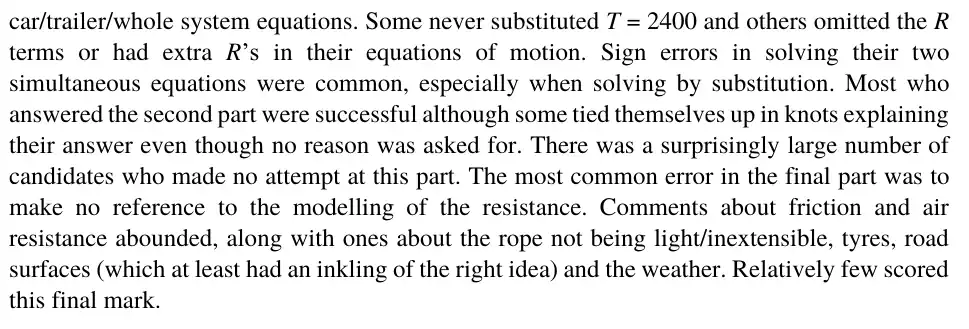 car/trailer/whole system equations. Some never substituted T = 2400 and others omitted the R
terms or had extra R's in their equations of motion. Sign errors in solving their two
simultaneous equations were common, especially when solving by substitution. Most who
answered the second part were successful although some tied themselves up in knots explaining
their answer even though no reason was asked for. There was a surprisingly large number of
candidates who made no attempt at this part. The most common error in the final part was to
make no reference to the modelling of the resistance. Comments about friction and air
resistance abounded, along with ones about the rope not being light/inextensible, tyres, road
surfaces (which at least had an inkling of the right idea) and the weather. Relatively few scored
this final mark.